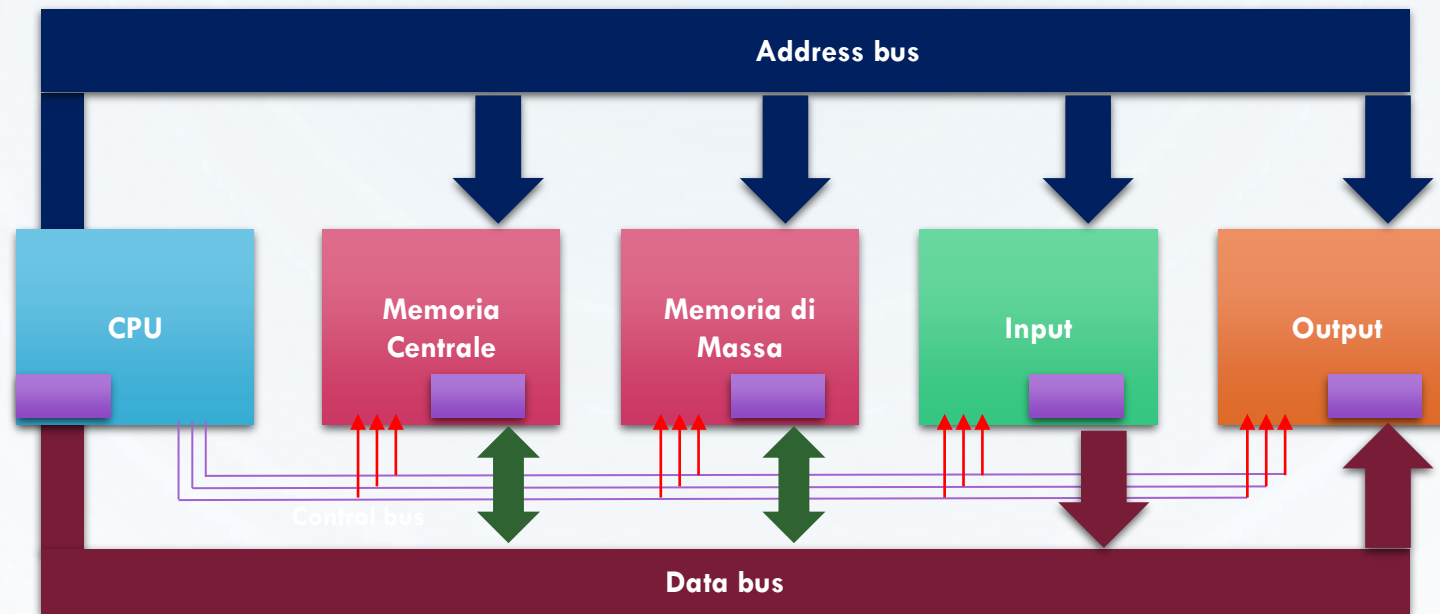 Address bus
CPU
Memoria
Centrale
Memoria di
Massa
Input
Output
Control bus
Data bus